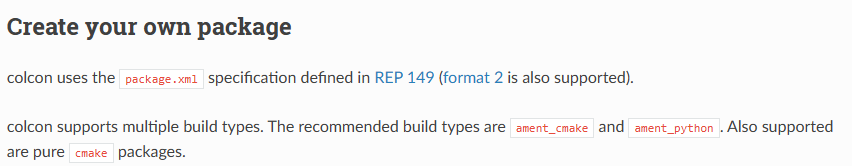 Create your own package
colcon uses the package.xml specification defined in REP 149 (format 2 is also supported).
colcon supports multiple build types. The recommended build types are ament_cmake and ament_python. Also supported
are pure cmake packages.